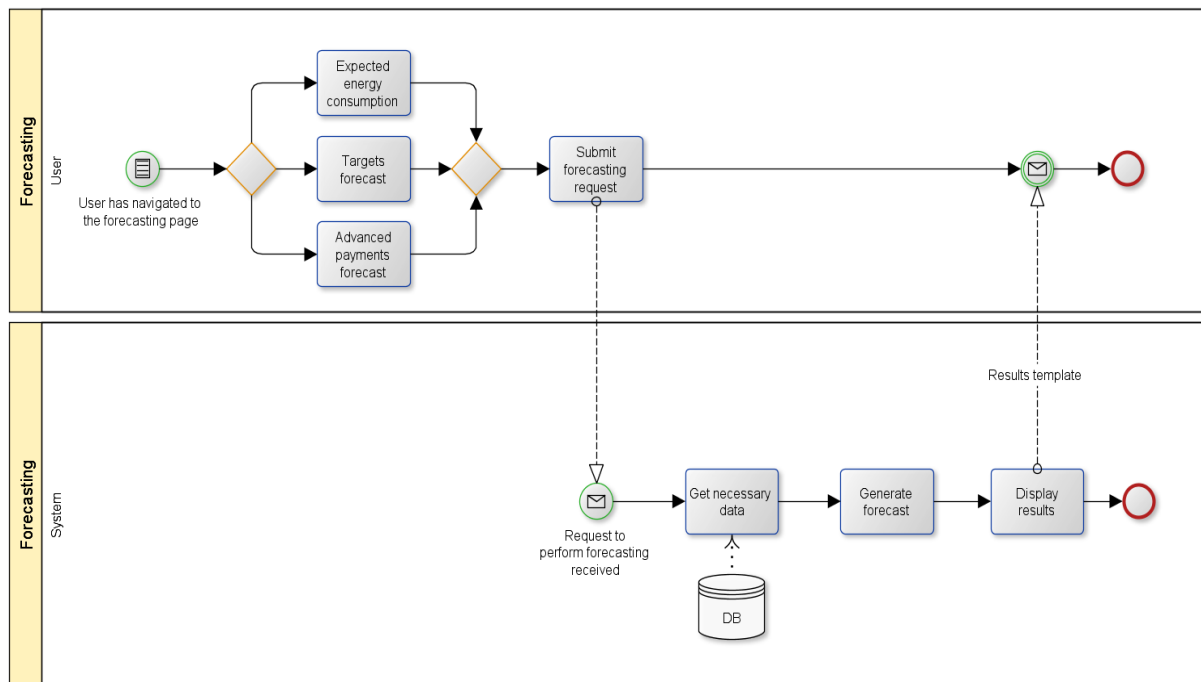 Forecasting
User
User has navigated to
the forecasting page
Expected
energy
consumption
Targets
forecast
Advanced
payments
forecast
Submit
forecasting
request
Forecasting
System
Request to
perform forecasting
received
Get necessary
data
DB
Generate
forecast
Display
results
Results template